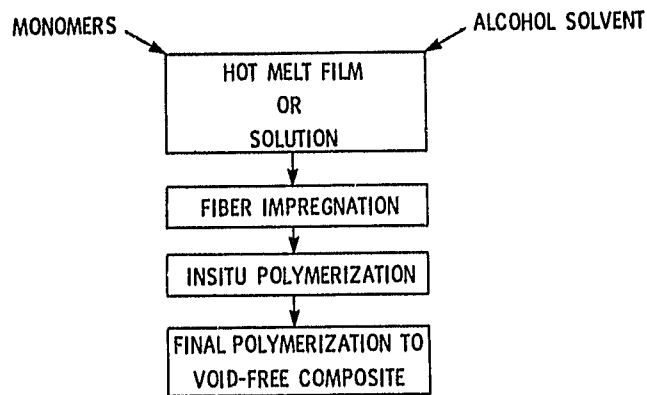 MONOMERS
ALCOHOL SOLVENT
HOT MELT FILM
OR
SOLUTION
FIBER IMPREGNATION
INSITU POLYMERIZATION
FINAL POLYMERIZATION TO
VOID-FREE COMPOSITE